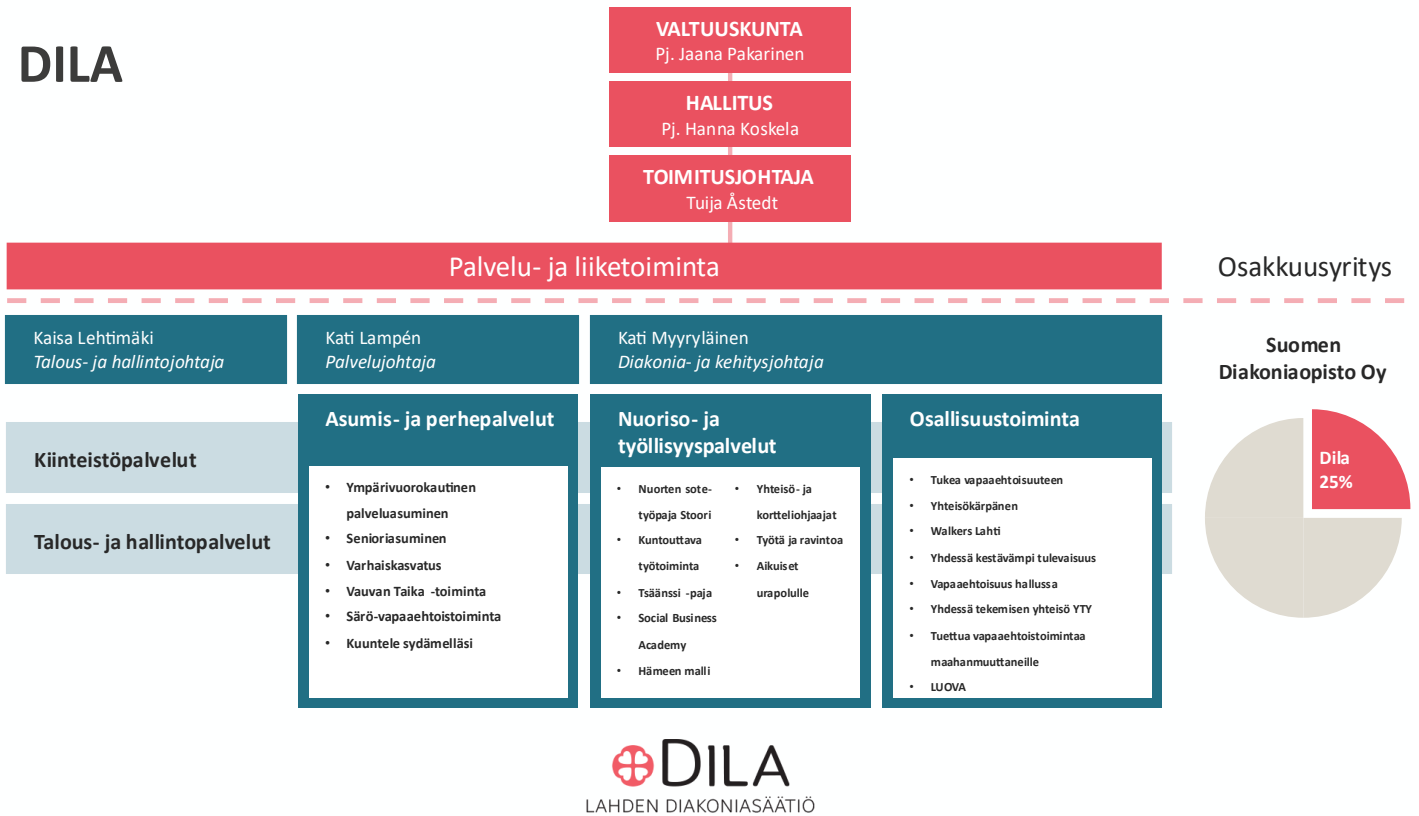 DILA
VALTUUSKUNTA
Pj. Jaana Pakarinen
HALLITUS
Pj. Hanna Koskela
TOIMITUSJOHTAJA
Tuija Åstedt
Palvelu- ja liiketoiminta
Osakkuusyritys
Kaisa Lehtimäki
Talous- ja hallintojohtaja
Kati Lampén
Palvelujohtaja
Kati Myyryläinen
Diakonia- ja kehitysjohtaja
Kiinteistöpalvelut
Talous- ja hallintopalvelut
Asumis- ja perhepalvelut
• Ympärivuorokautinen
palveluasuminen
• Senioriasuminen
• Varhaiskasvatus
• Vauvan Taika -toiminta
• Särö-vapaaehtoistoiminta
• Kuuntele sydämelläsi
Nuoriso- ja
työllisyyspalvelut
• Nuorten sote-
työpaja Stoori
• Kuntouttava
työtoiminta
• Tsäänssi -paja
• Social Business
Academy
• Hämeen malli
• Yhteisö- ja
kortteliohjaajat
• Työtä ja ravintoa
• Aikuiset
urapolulle
Osallisuustoiminta
• Tukea vapaaehtoisuuteen
• Yhteisökärpänen
• Walkers Lahti
• Yhdessä kestävämpi tulevaisuus
• Vapaaehtoisuus hallussa
• Yhdessä tekemisen yhteisö YTY
• Tuettua vapaaehtoistoimintaa
maahanmuuttaneille
• LUOVA
Suomen
Diakoniaopisto Oy
Dila
25%
DILA
LAHDEN DIAKONIASÄÄTIÖ